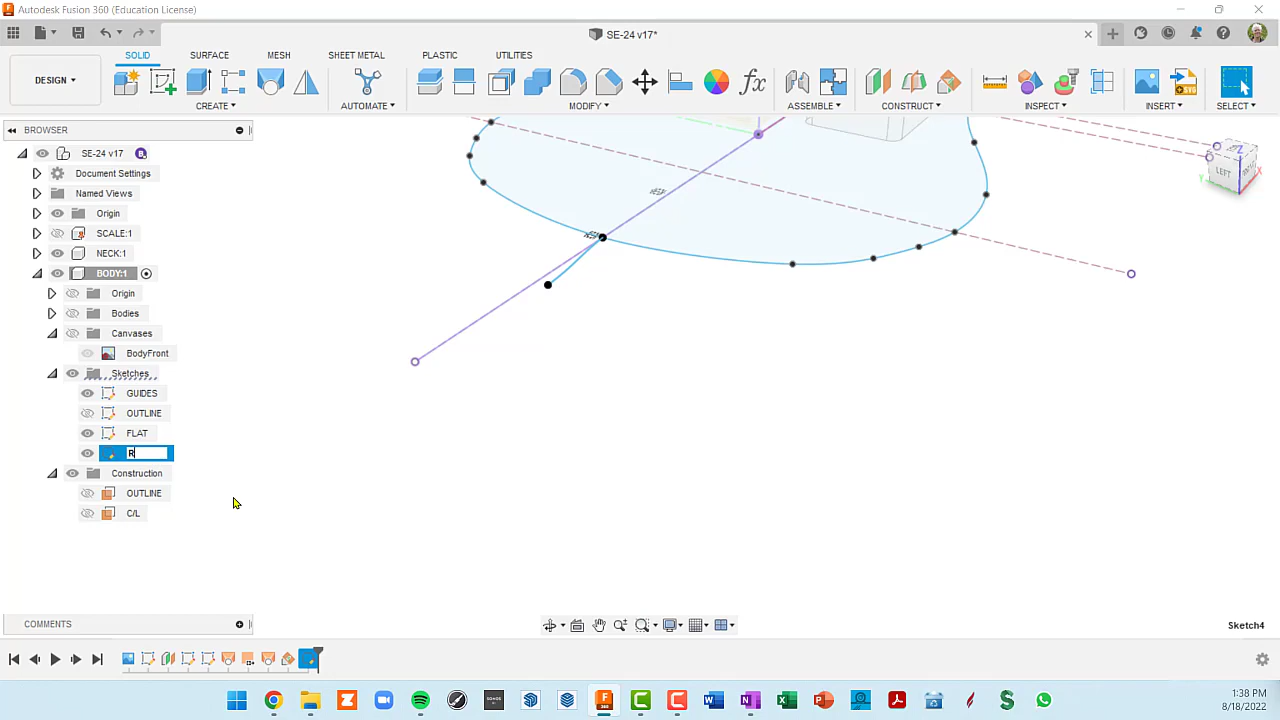 Autodesk Fusion 360 (Education License)
SE-24 v17*
DESIGN
SOLID SURFACE MESH SHEET METAL PLASTIC UTILITIES
CREATE AUTOMATE MODIFY ASSEMBLE CONSTRUCT INSPECT INSERT SELECT
BROWSER
SE-24 v17
Document Settings
Named Views
Origin
SCALE:1
NECK:1
BODY:1
Origin
Bodies
Canvases
BodyFront
Sketches
GUIDES
OUTLINE
FLAT
R
Construction
OUTLINE
C/L
Z
LEFT
Y
X
COMMENTS
Sketch4
1:38 PM
8/18/2022